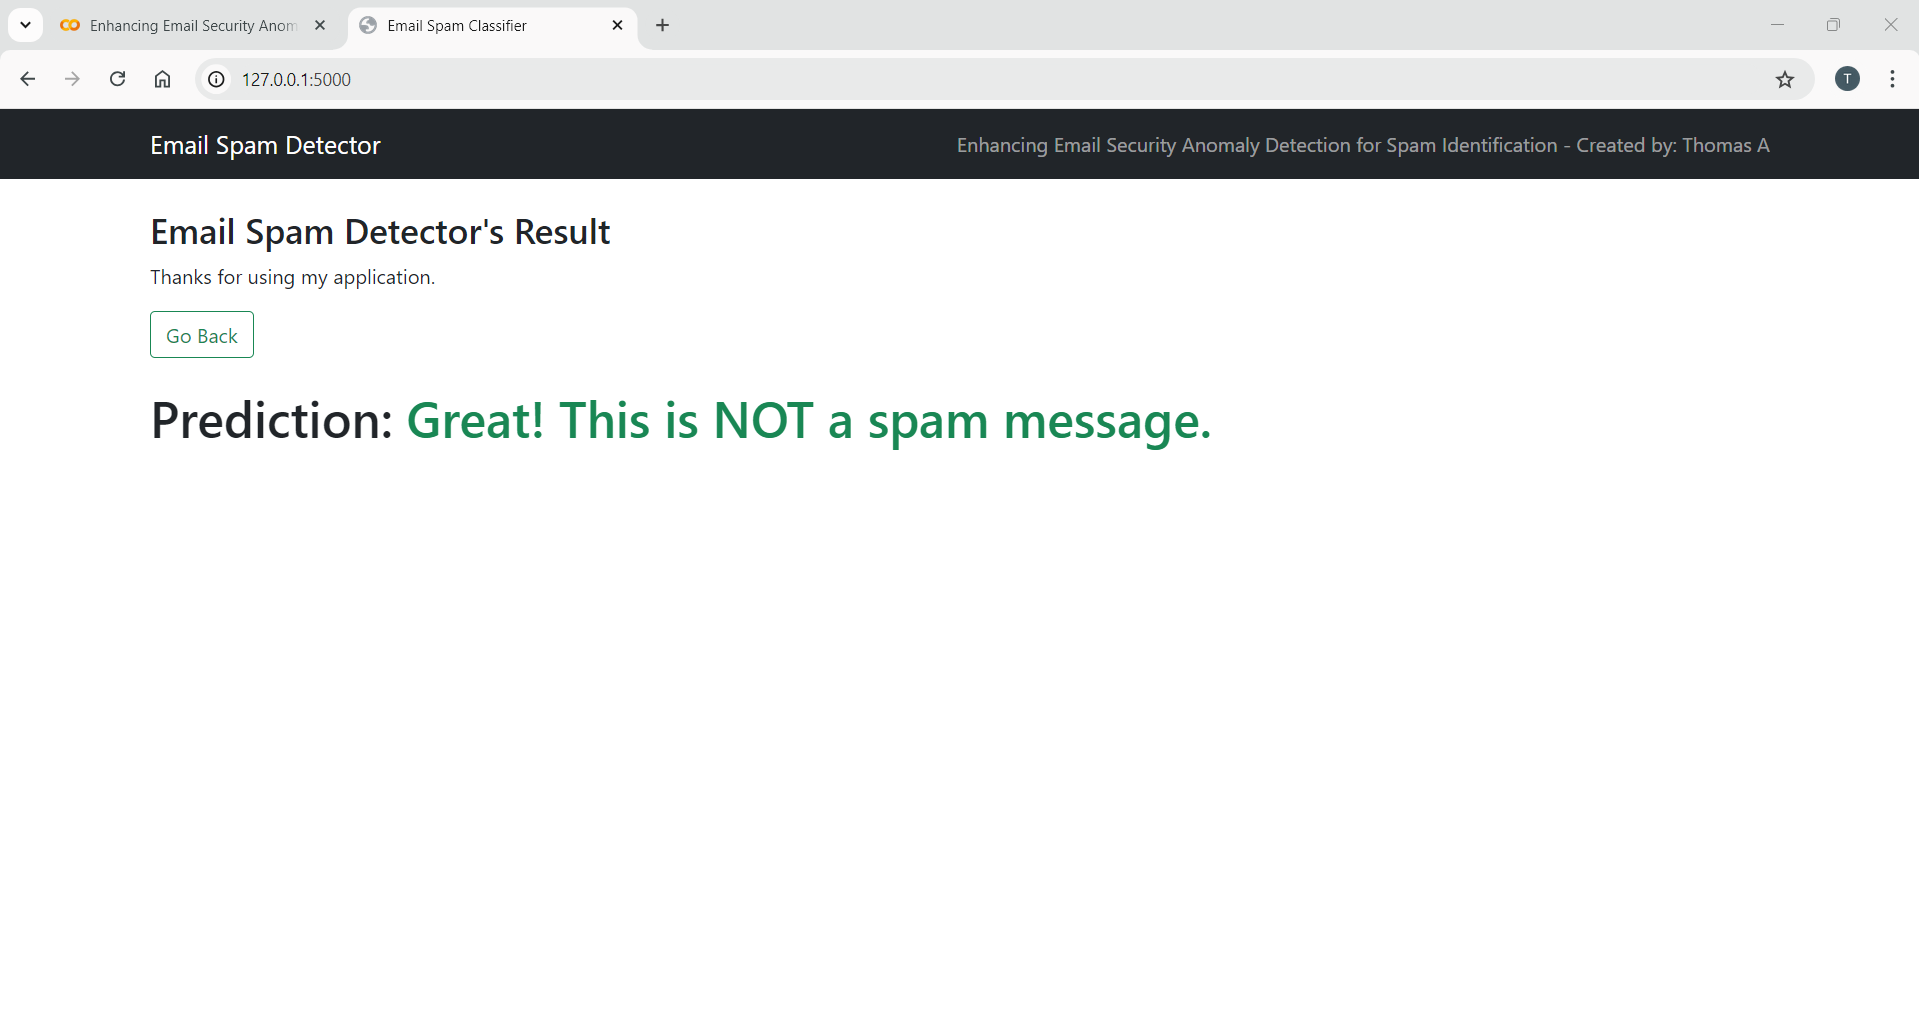 Enhancing Email Security Anom
Email Spam Classifier
127.0.0.1:5000
T
Email Spam Detector
Enhancing Email Security Anomaly Detection for Spam Identification - Created by: Thomas A
Email Spam Detector's Result
Thanks for using my application.
Go Back
Prediction: Great! This is NOT a spam message.